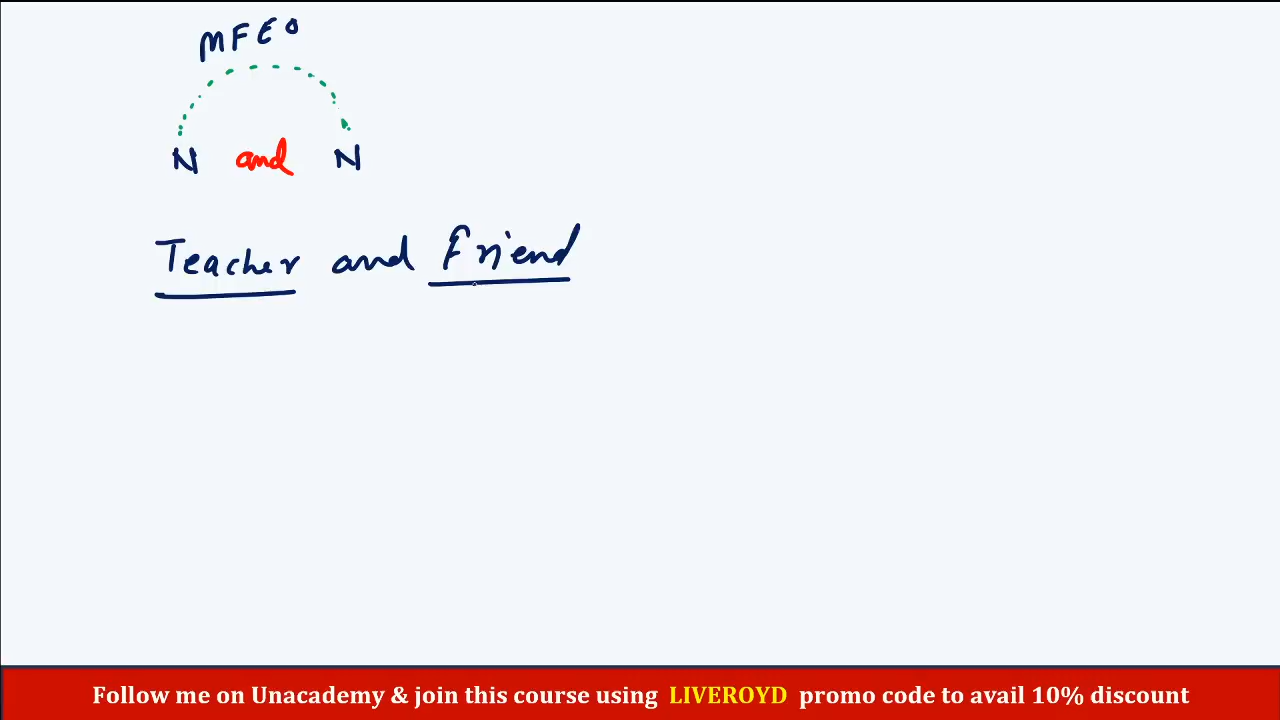 MFEO
N and N
Teacher and Friend
Follow me on Unacademy & join this course using LIVEROYD promo code to avail 10% discount